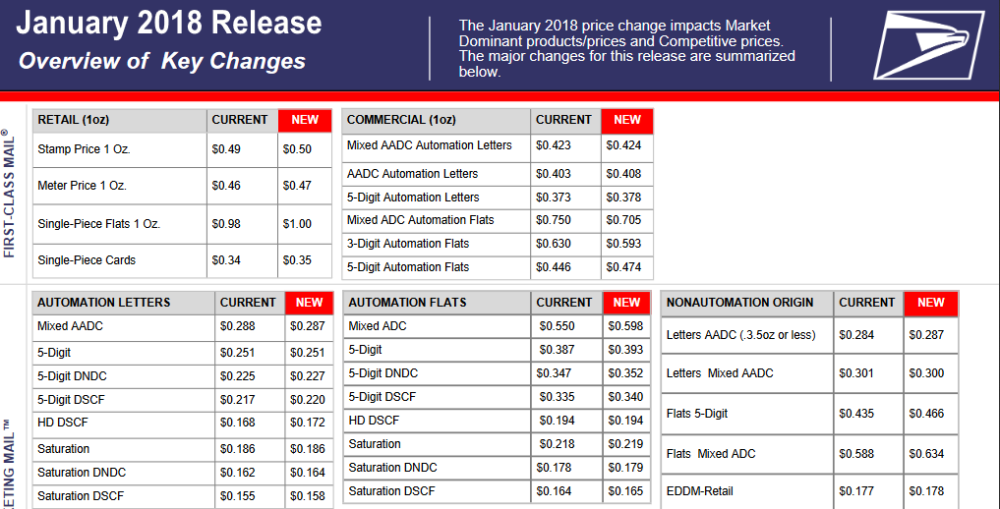 January 2018 Release
Overview of Key Changes
The January 2018 price change impacts Market
Dominant products/prices and Competitive prices.
The major changes for this release are summarized
below.
FIRST-CLASS MAIL®
RETAIL (1oz) CURRENT NEW
Stamp Price 1 Oz. $0.49 $0.50
Meter Price 1 Oz. $0.46 $0.47
Single-Piece Flats 1 Oz. $0.98 $1.00
Single-Piece Cards $0.34 $0.35
COMMERCIAL (1oz) CURRENT NEW
Mixed AADC Automation Letters $0.423 $0.424
AADC Automation Letters $0.403 $0.408
5-Digit Automation Letters $0.373 $0.378
Mixed ADC Automation Flats $0.750 $0.705
3-Digit Automation Flats $0.630 $0.593
5-Digit Automation Flats $0.446 $0.474
ETING MAIL™
AUTOMATION LETTERS CURRENT NEW
Mixed AADC $0.288 $0.287
5-Digit $0.251 $0.251
5-Digit DNDC $0.225 $0.227
5-Digit DSCF $0.217 $0.220
HD DSCF $0.168 $0.172
Saturation $0.186 $0.186
Saturation DNDC $0.162 $0.164
Saturation DSCF $0.155 $0.158
AUTOMATION FLATS CURRENT NEW
Mixed ADC $0.550 $0.598
5-Digit $0.387 $0.393
5-Digit DNDC $0.347 $0.352
5-Digit DSCF $0.335 $0.340
HD DSCF $0.194 $0.194
Saturation $0.218 $0.219
Saturation DNDC $0.178 $0.179
Saturation DSCF $0.164 $0.165
NONAUTOMATION ORIGIN CURRENT NEW
Letters AADC (.3.5oz or less) $0.284 $0.287
Letters Mixed AADC $0.301 $0.300
Flats 5-Digit $0.435 $0.466
Flats Mixed ADC $0.588 $0.634
EDDM-Retail $0.177 $0.178